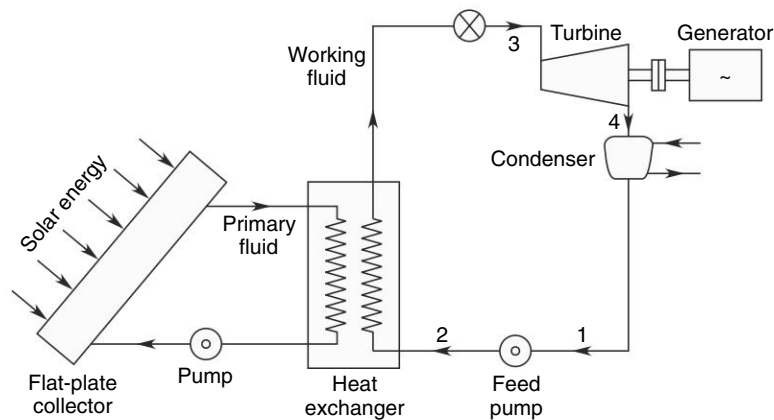 Turbine
Generator
3
~
Working
fluid
4
Condenser
Solar energy
Primary
fluid
2
1
Pump
Flat-plate
collector
Heat
exchanger
Feed
pump